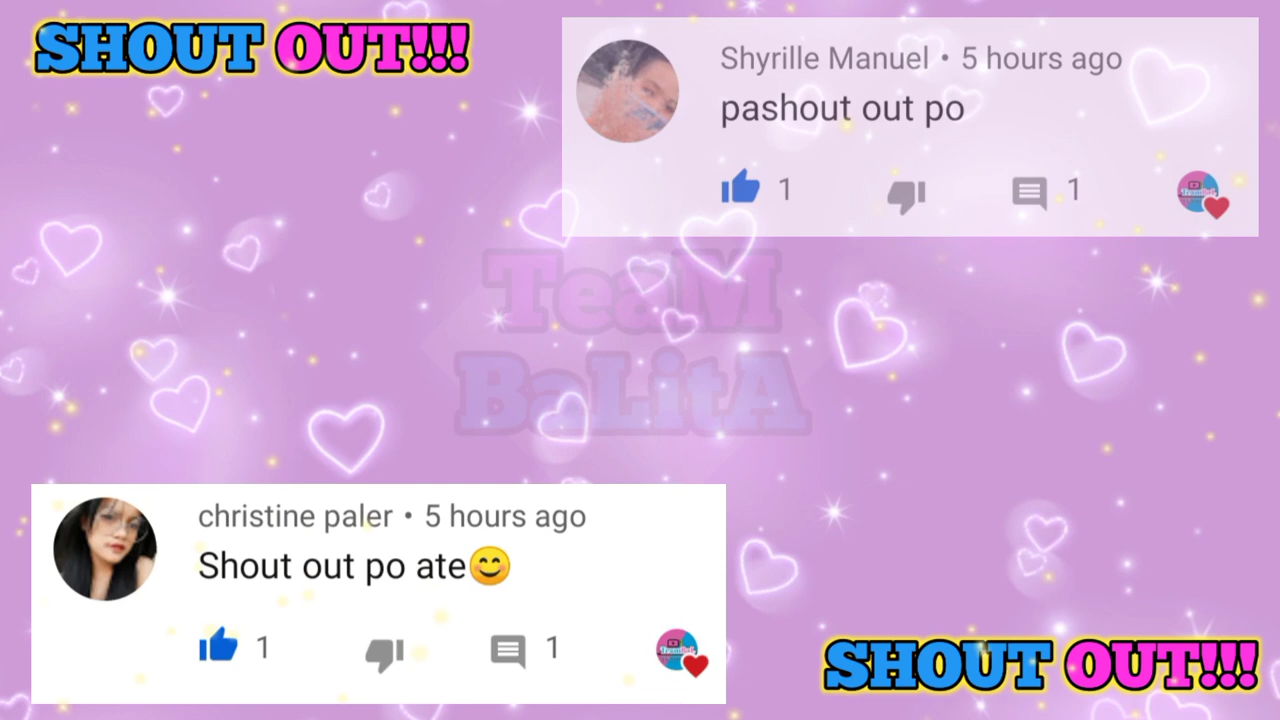 SHOUT OUT!!!
Shyrille Manuel • 5 hours ago
pashout out po
1
1
TeaM
BaLitA
christine paler • 5 hours ago
Shout out po ate😊
1
1
SHOUT OUT!!!